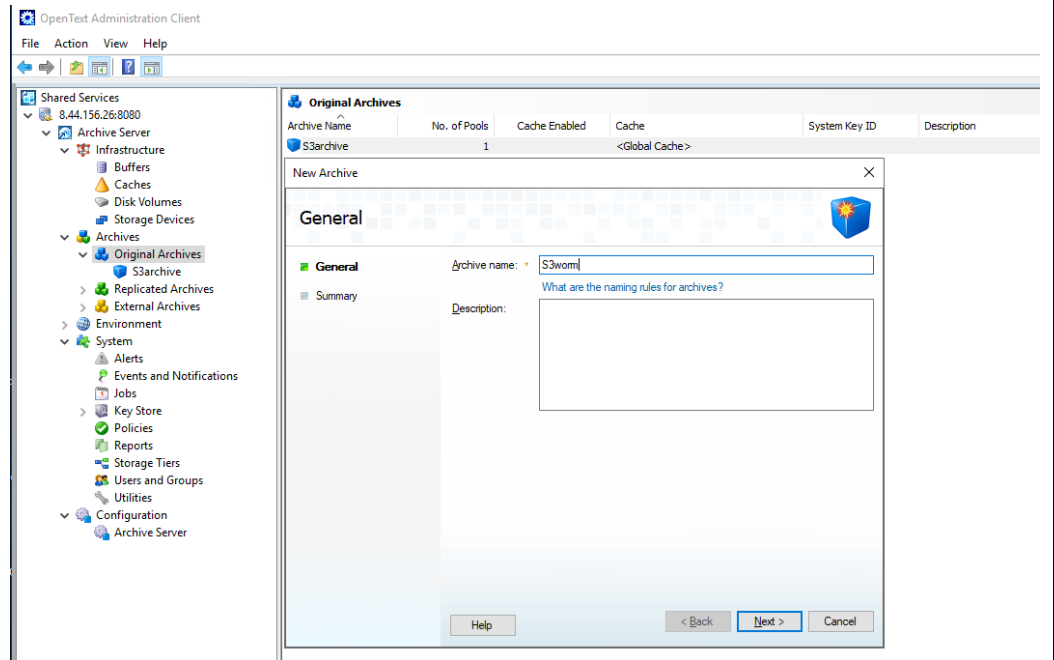 OpenText Administration Client
File Action View Help
Shared Services
8.44.156.26:8080
Archive Server
Infrastructure
Buffers
Caches
Disk Volumes
Storage Devices
Archives
Original Archives
S3archive
Replicated Archives
External Archives
Environment
System
Alerts
Events and Notifications
Jobs
Key Store
Policies
Reports
Storage Tiers
Users and Groups
Utilities
Configuration
Archive Server
Original Archives
Archive Name No. of Pools Cache Enabled Cache System Key ID Description
S3archive 1 <Global Cache>
New Archive
General
General
Summary
Archive name: * S3worm
What are the naming rules for archives?
Description:
Help < Back Next > Cancel